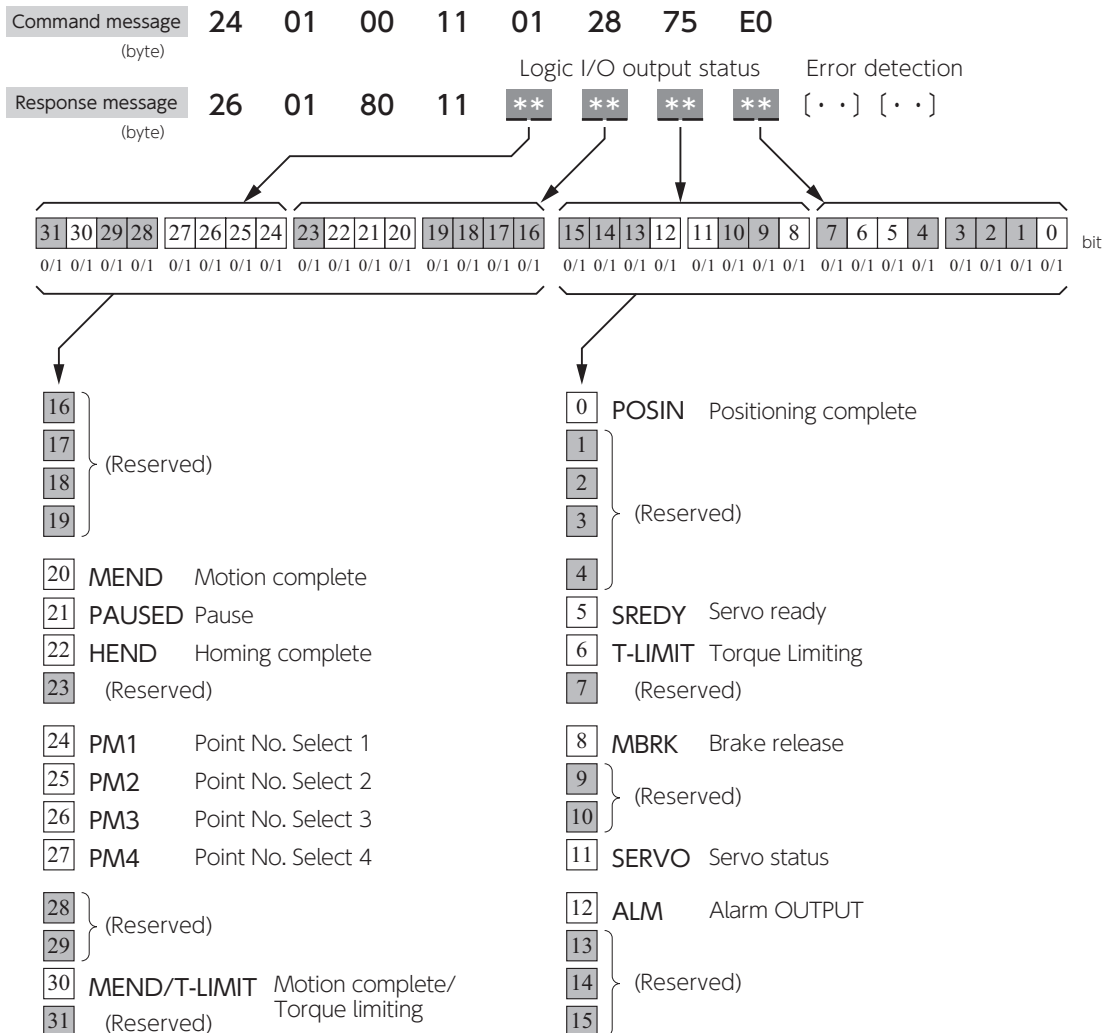 Command message 24 01 00 11 01 28 75 E0
(byte)
Logic I/O output status Error detection
Response message 26 01 80 11 ** ** ** ** [・・] [・・]
(byte)
31 30 29 28 27 26 25 24 23 22 21 20 19 18 17 16 15 14 13 12 11 10 9 8 7 6 5 4 3 2 1 0 bit
0/1 0/1 0/1 0/1 0/1 0/1 0/1 0/1 0/1 0/1 0/1 0/1 0/1 0/1 0/1 0/1 0/1 0/1 0/1 0/1 0/1 0/1 0/1 0/1 0/1 0/1 0/1 0/1 0/1 0/1 0/1 0/1
16
17
(Reserved)
18
19
20 MEND Motion complete
21 PAUSED Pause
22 HEND Homing complete
23 (Reserved)
24 PM1 Point No. Select 1
25 PM2 Point No. Select 2
26 PM3 Point No. Select 3
27 PM4 Point No. Select 4
28
(Reserved)
29
30 MEND/T-LIMIT Motion complete/
Torque limiting
31 (Reserved)
0 POSIN Positioning complete
1
2
(Reserved)
3
4
5 SREDY Servo ready
6 T-LIMIT Torque Limiting
7 (Reserved)
8 MBRK Brake release
9
(Reserved)
10
11 SERVO Servo status
12 ALM Alarm OUTPUT
13
14 (Reserved)
15